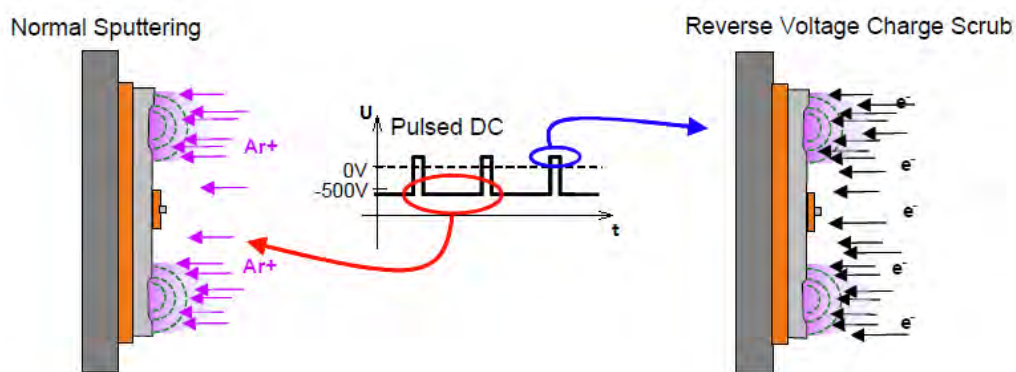 Normal Sputtering
Reverse Voltage Charge Scrub
U
Pulsed DC
0V
-500V
t
Ar+
Ar+
e-
e-
e-
e-
e-